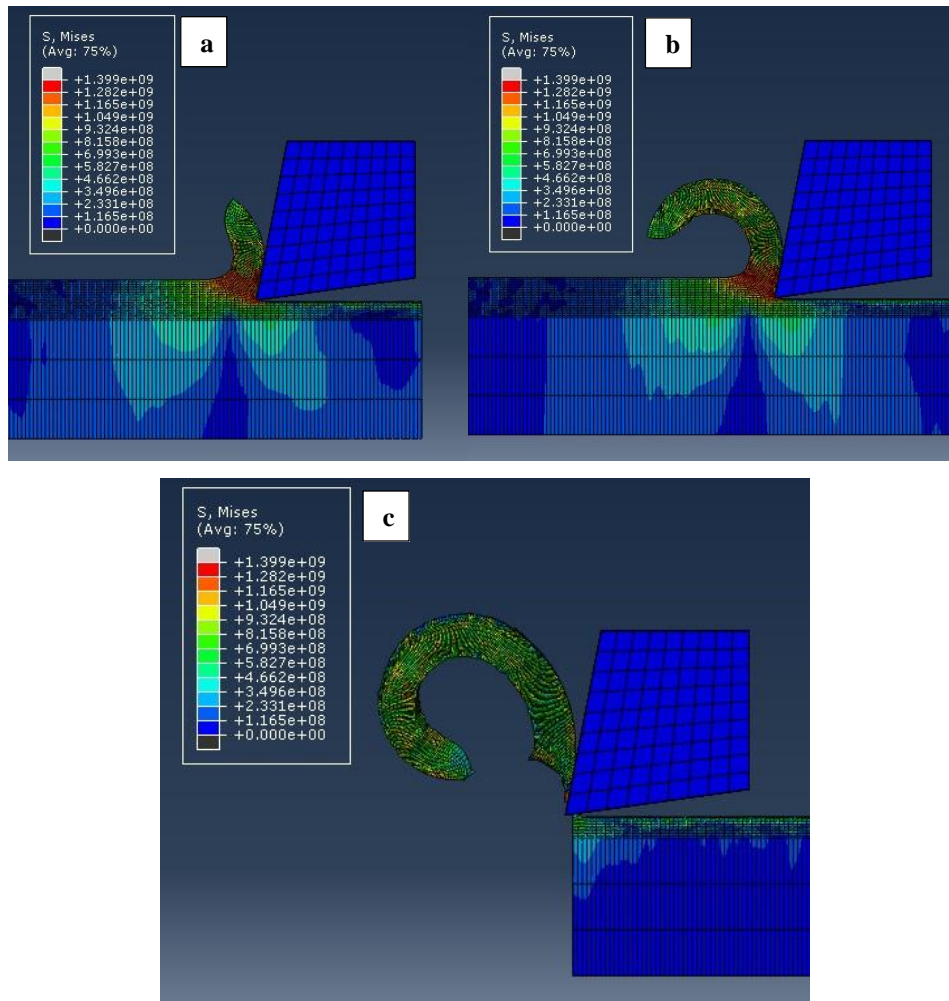 a
S, Mises
(Avg: 75%)
+1.399e+09
+1.282e+09
+1.165e+09
+1.049e+09
+9.324e+08
+8.158e+08
+6.993e+08
+5.827e+08
+4.662e+08
+3.496e+08
+2.331e+08
+1.165e+08
+0.000e+00
b
S, Mises
(Avg: 75%)
+1.399e+09
+1.282e+09
+1.165e+09
+1.049e+09
+9.324e+08
+8.158e+08
+6.993e+08
+5.827e+08
+4.662e+08
+3.496e+08
+2.331e+08
+1.165e+08
+0.000e+00
c
S, Mises
(Avg: 75%)
+1.399e+09
+1.282e+09
+1.165e+09
+1.049e+09
+9.324e+08
+8.158e+08
+6.993e+08
+5.827e+08
+4.662e+08
+3.496e+08
+2.331e+08
+1.165e+08
+0.000e+00